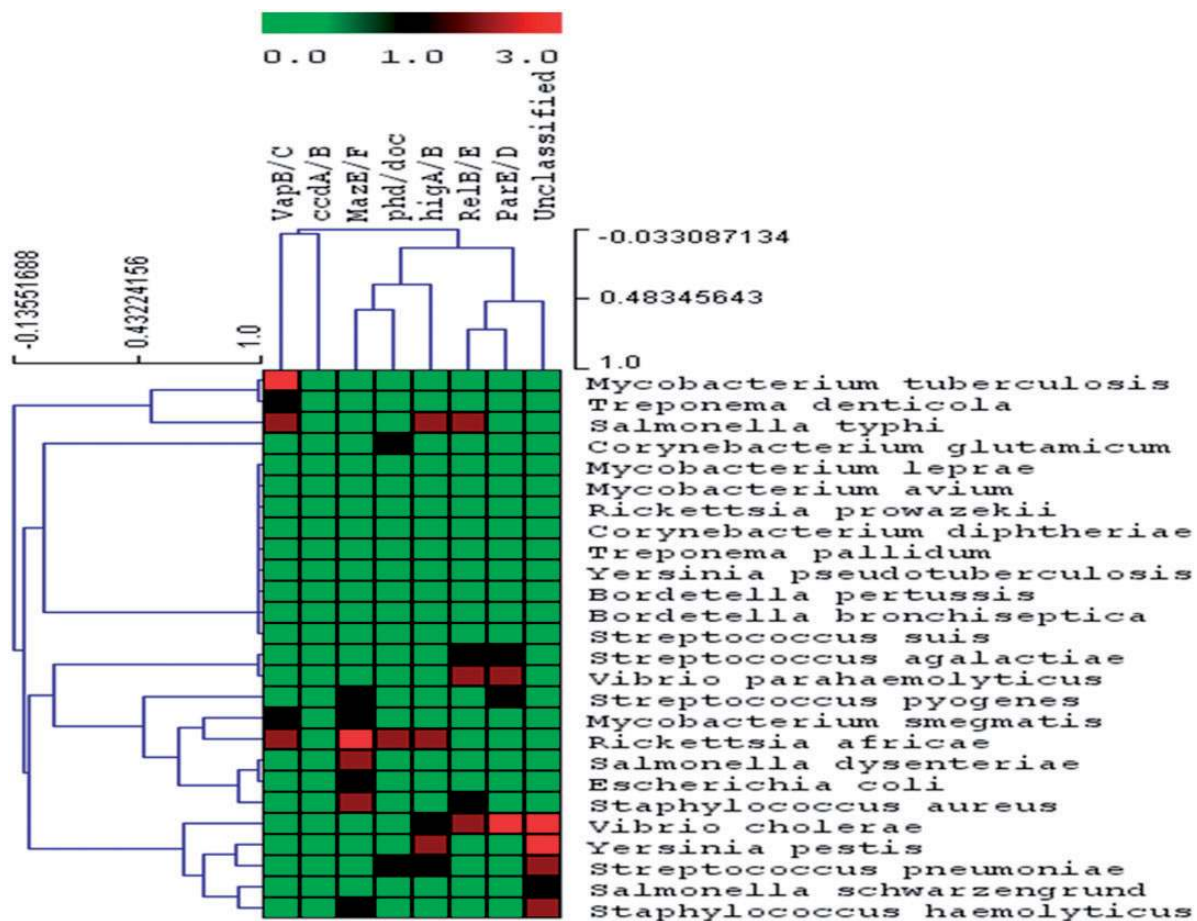 0.0 1.0 3.0
VapB/C
ccdA/B
MazE/F
phd/doc
higA/B
RelB/E
ParE/D
Unclassified
-0.033087134
0.48345643
1.0
-0.13551688
0.43224156
1.0
Mycobacterium tuberculosis
Treponema denticola
Salmonella typhi
Corynebacterium glutamicum
Mycobacterium leprae
Mycobacterium avium
Rickettsia prowazekii
Corynebacterium diphtheriae
Treponema pallidum
Yersinia pseudotuberculosis
Bordetella pertussis
Bordetella bronchiseptica
Streptococcus suis
Streptococcus agalactiae
Vibrio parahaemolyticus
Streptococcus pyogenes
Mycobacterium smegmatis
Rickettsia africae
Salmonella dysenteriae
Escherichia coli
Staphylococcus aureus
Vibrio cholerae
Yersinia pestis
Streptococcus pneumoniae
Salmonella schwarzengrund
Staphylococcus haemolyticus